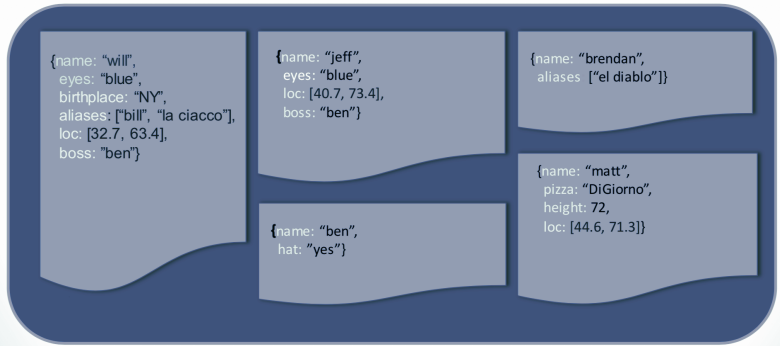 {name: “will”,
eyes: “blue”,
birthplace: “NY”,
aliases: [“bill”, “la ciacco”],
loc: [32.7, 63.4],
boss: ”ben”}
{name: “jeff”,
eyes: “blue”,
loc: [40.7, 73.4],
boss: “ben”}
{name: “ben”,
hat: ”yes”}
{name: “brendan”,
aliases [“el diablo”]}
{name: “matt”,
pizza: “DiGiorno”,
height: 72,
loc: [44.6, 71.3]}